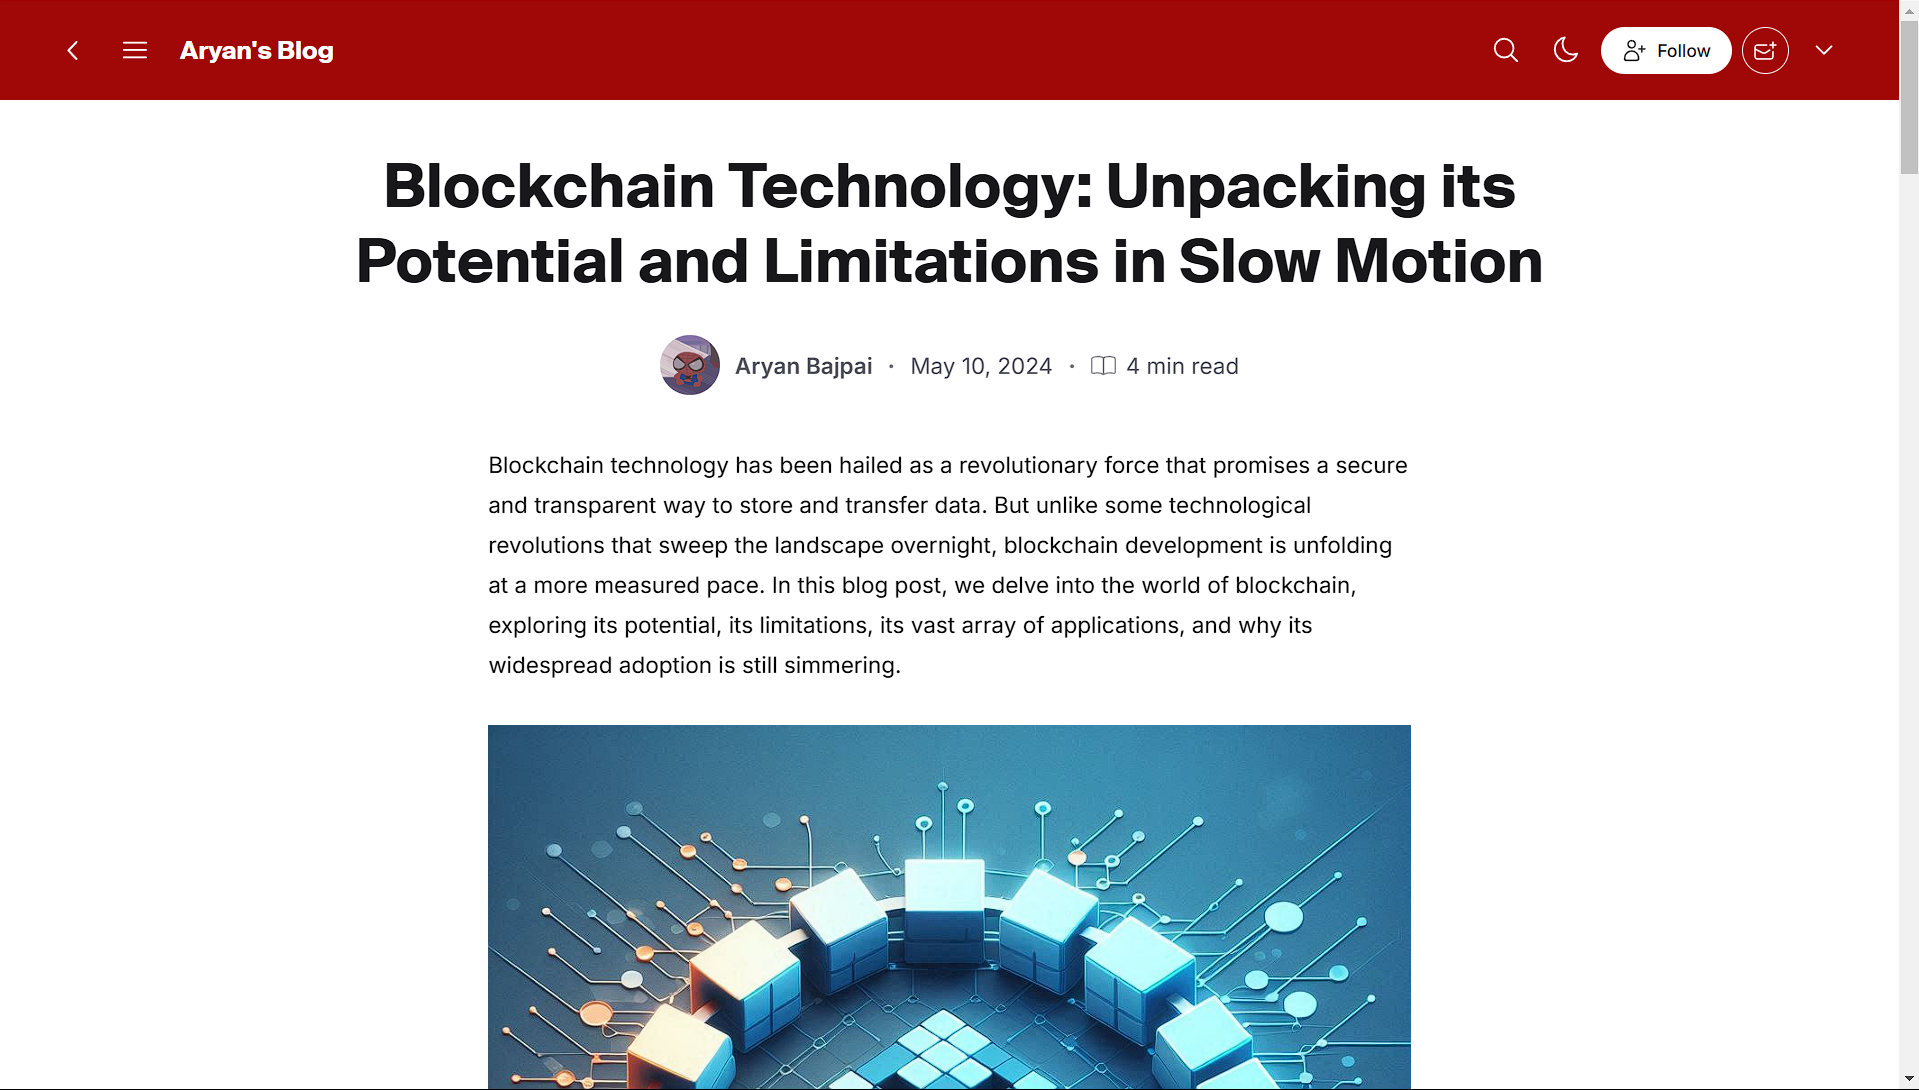 Aryan's Blog
Follow
Blockchain Technology: Unpacking its
Potential and Limitations in Slow Motion
Aryan Bajpai · May 10, 2024 · 4 min read
Blockchain technology has been hailed as a revolutionary force that promises a secure
and transparent way to store and transfer data. But unlike some technological
revolutions that sweep the landscape overnight, blockchain development is unfolding
at a more measured pace. In this blog post, we delve into the world of blockchain,
exploring its potential, its limitations, its vast array of applications, and why its
widespread adoption is still simmering.